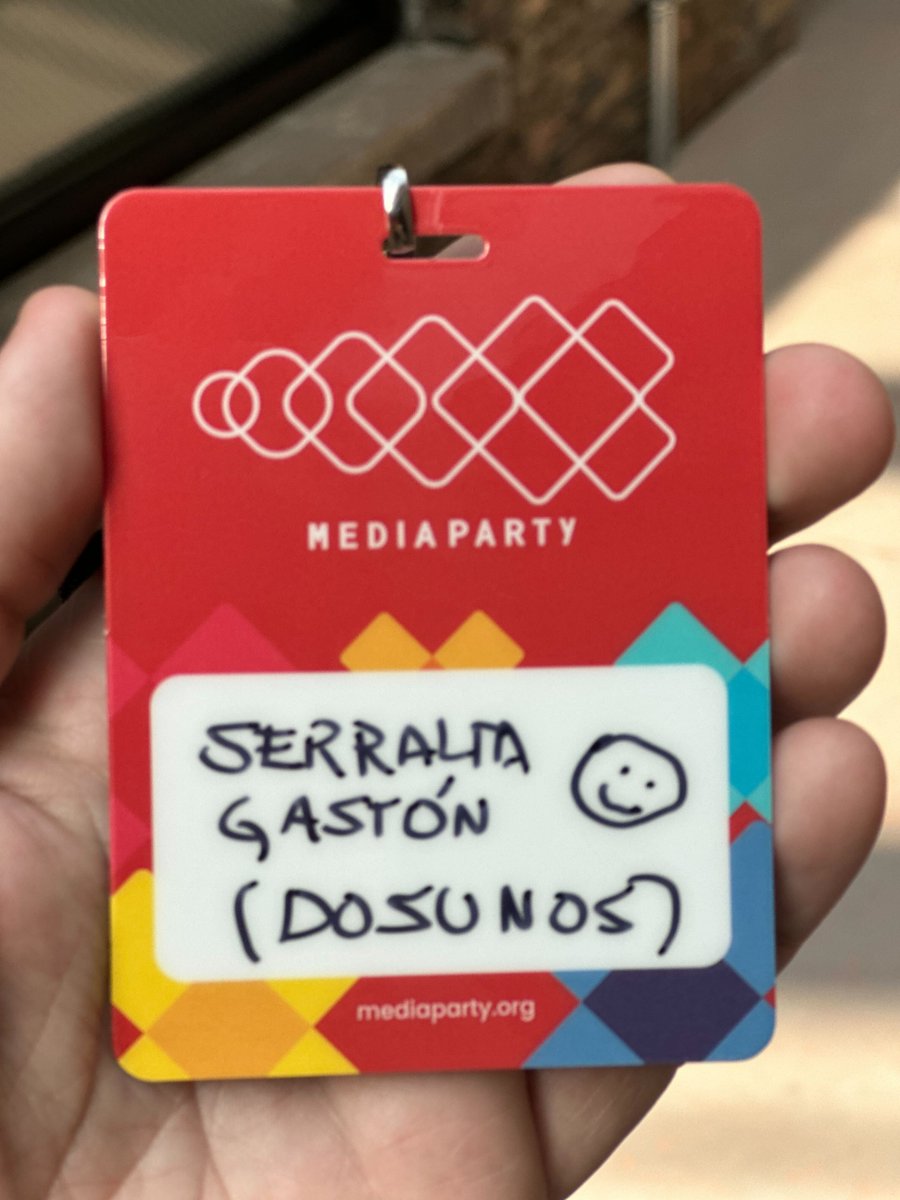 MEDIAPARTY
SERRALTA
GASTÓN
(DOSUNOS)
mediaparty.org